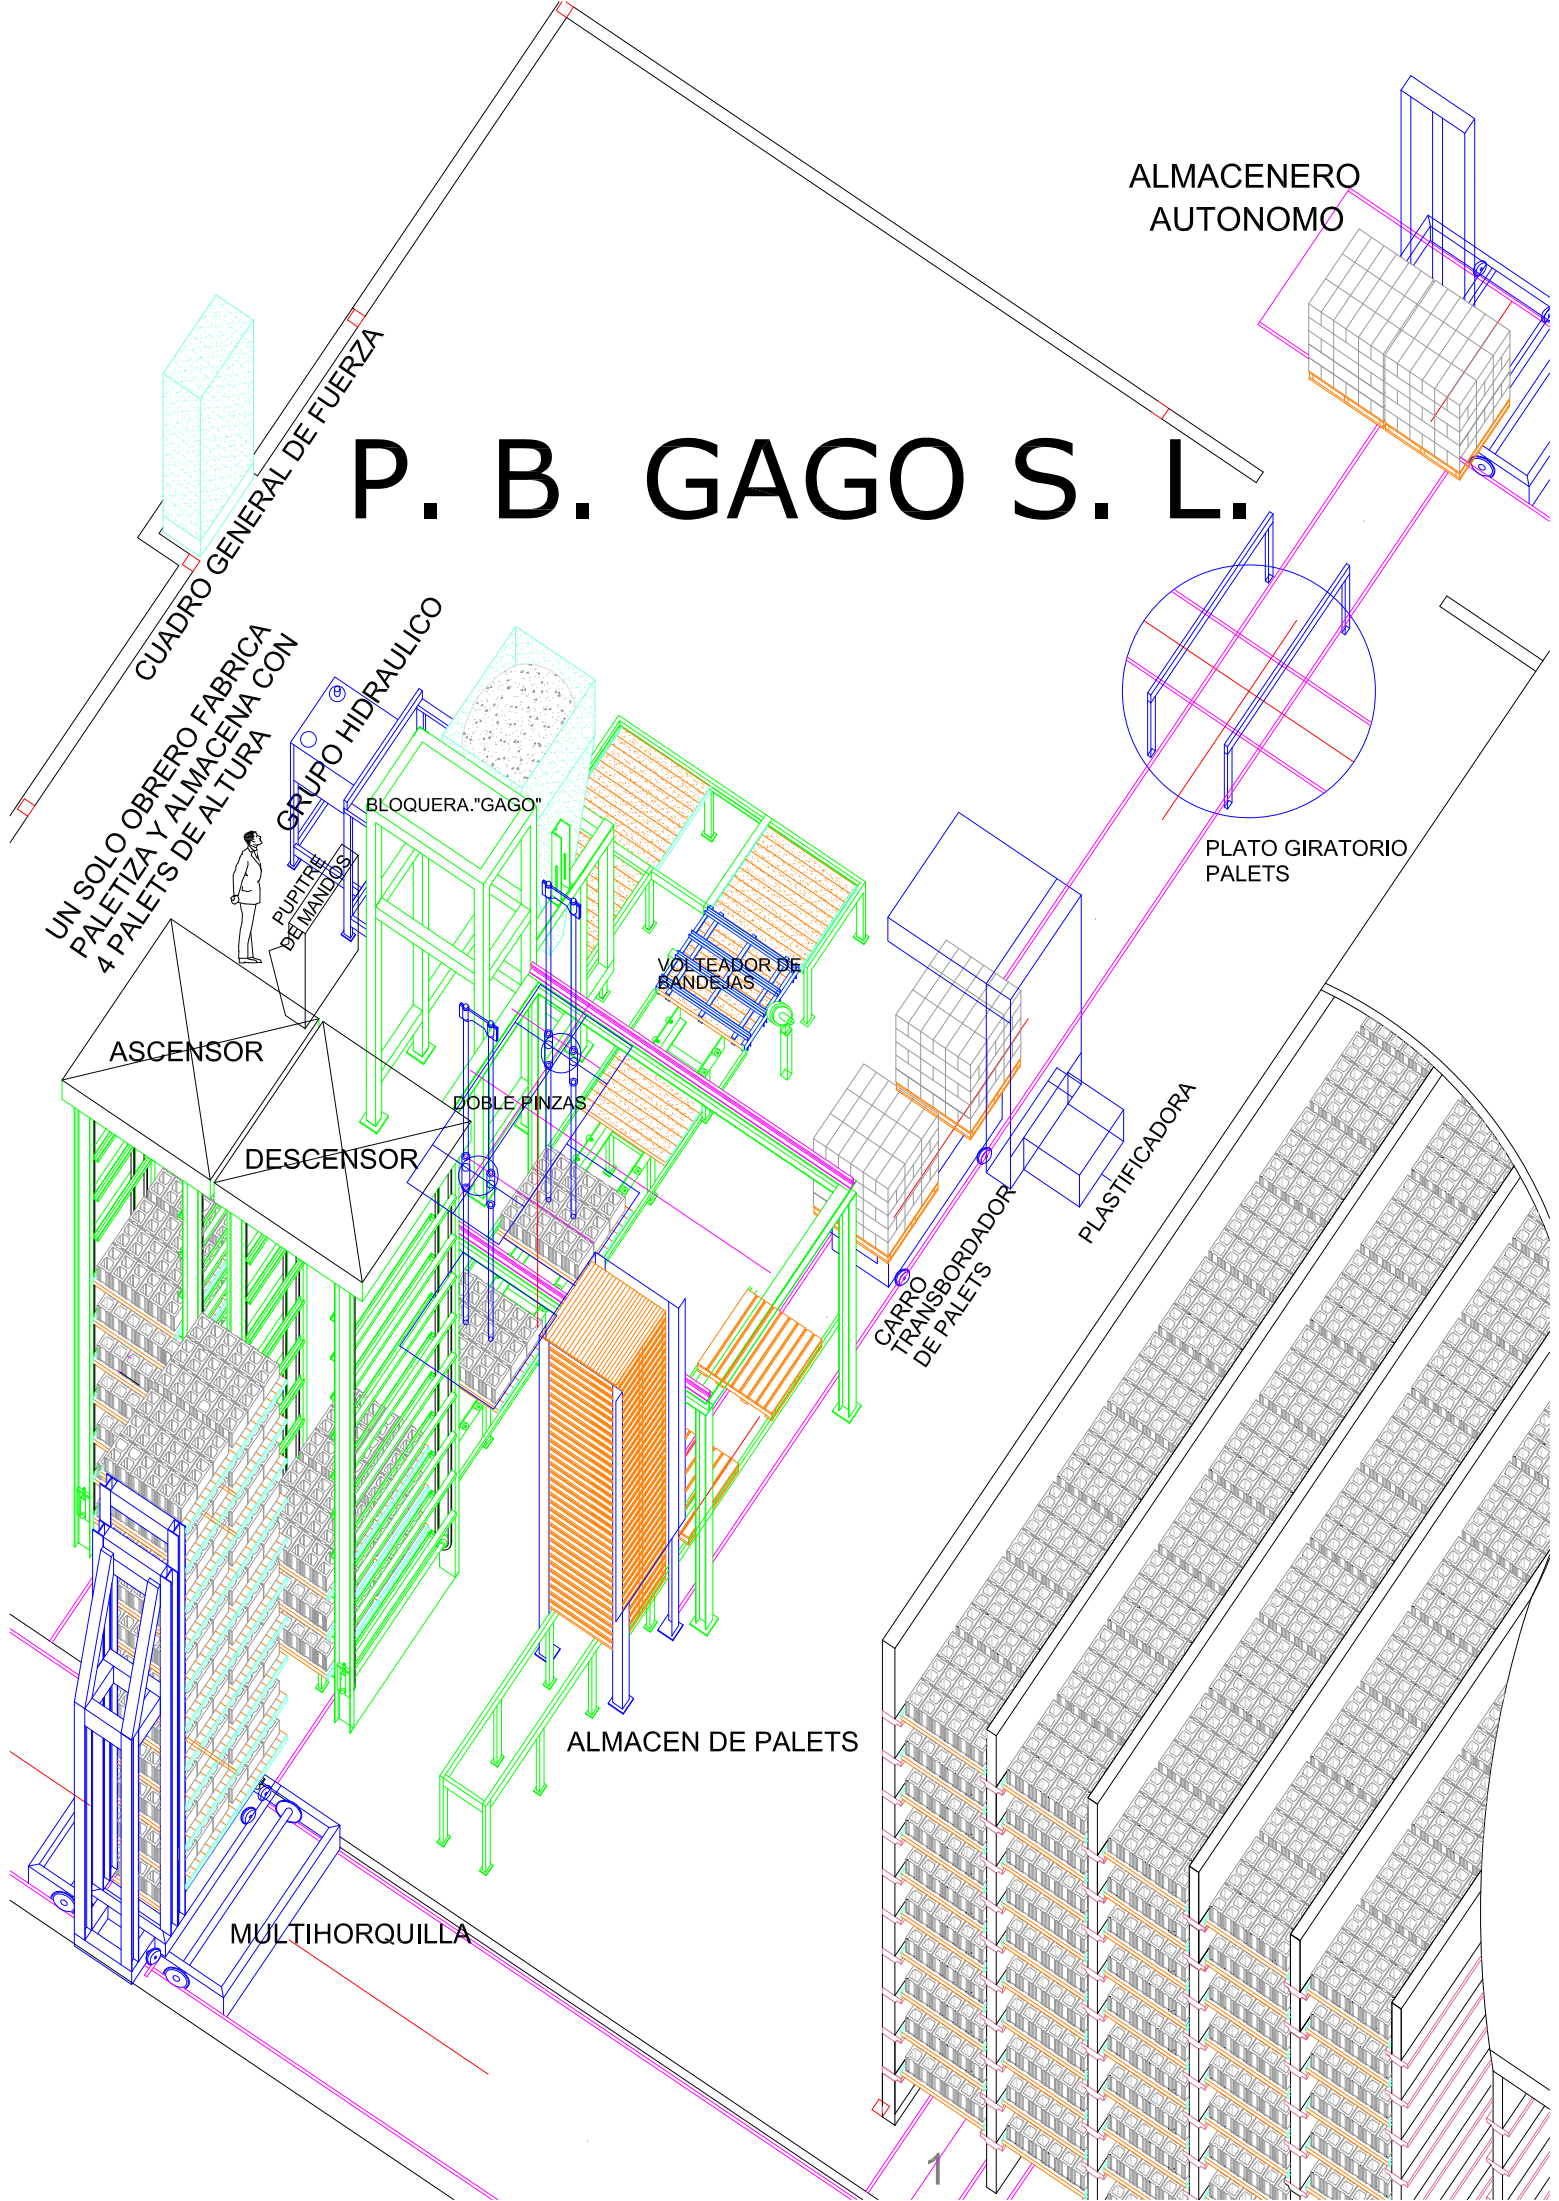 ALMACENERO
AUTONOMO
CUADRO GENERAL DE FUERZA
P. B. GAGO S. L.
UN SOLO OBRERO FABRICA
PALETIZA Y ALMACENA CON
4 PALETS DE ALTURA
GRUPO HIDRAULICO
BLOQUERA."GAGO"
PUPITRE
DE MANDOS
PLATO GIRATORIO
PALETS
VOLTEADOR DE
BANDEJAS
ASCENSOR
DOBLE PINZAS
DESCENSOR
PLASTIFICADORA
CARRO
TRANSBORDADOR
DE PALETS
ALMACEN DE PALETS
MULTIHORQUILLA
1